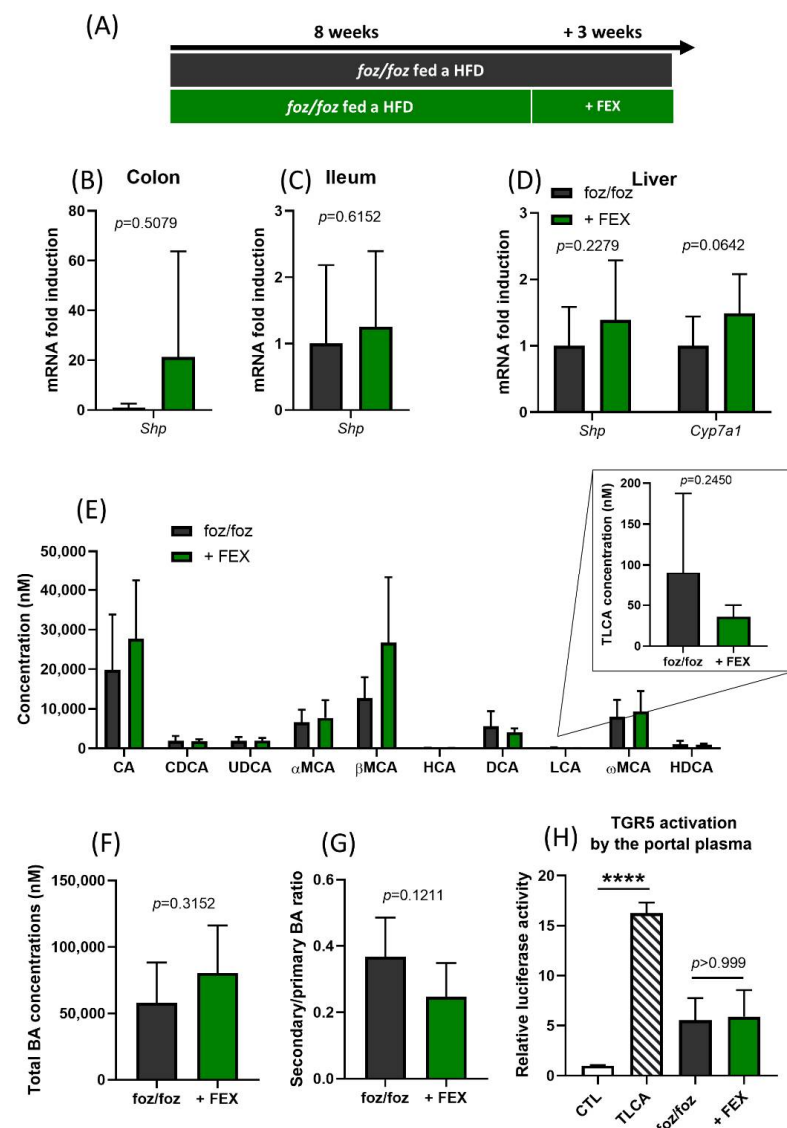 (A)
8 weeks
+ 3 weeks
foz/foz fed a HFD
foz/foz fed a HFD
+ FEX
(B)
Colon
mRNA fold induction
80
60
40
20
0
p=0.5079
Shp
(C)
Ileum
mRNA fold induction
3
2
1
0
p=0.6152
Shp
(D)
Liver
foz/foz
+ FEX
mRNA fold induction
3
2
1
0
p=0.2279
p=0.0642
Shp
Cyp7a1
(E)
foz/foz
+ FEX
Concentration (nM)
50,000
40,000
30,000
20,000
10,000
0
CA
CDCA
UDCA
αMCA
βMCA
HCA
DCA
LCA
ωMCA
HDCA
TLCA concentration (nM)
200
150
100
50
0
p=0.2450
foz/foz
+ FEX
(F)
Total BA concentrations (nM)
150,000
100,000
50,000
0
p=0.3152
foz/foz
+ FEX
(G)
Secondary/primary BA ratio
0.6
0.4
0.2
0.0
p=0.1211
foz/foz
+ FEX
(H)
TGR5 activation
by the portal plasma
Relative luciferase activity
20
15
10
5
0
****
p>0.999
CTL
TLCA
foz/foz
+ FEX